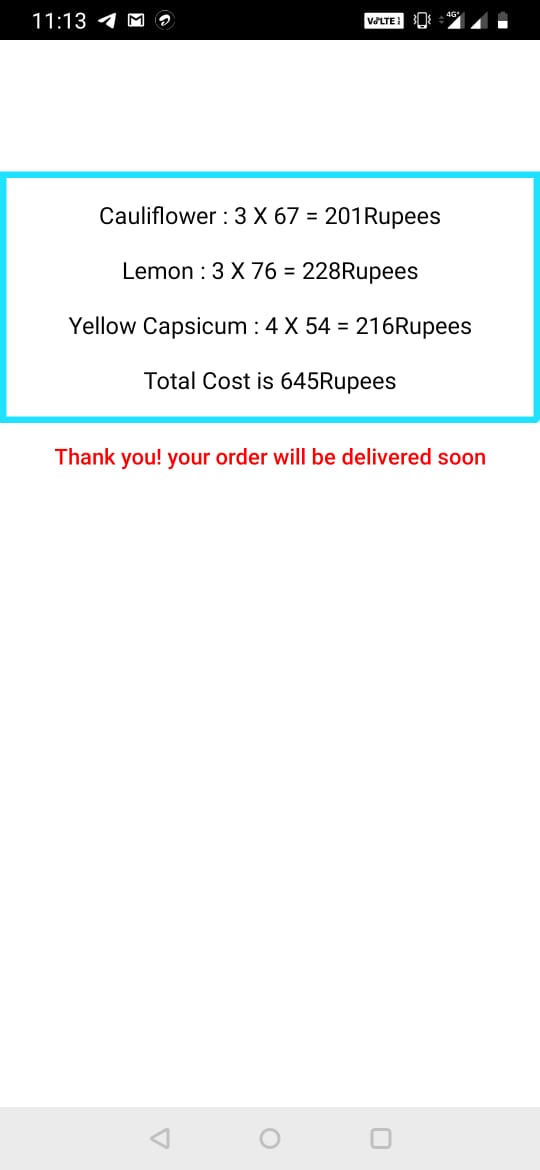 11:13
VoLTE 4G+
Cauliflower : 3 X 67 = 201Rupees
Lemon : 3 X 76 = 228Rupees
Yellow Capsicum : 4 X 54 = 216Rupees
Total Cost is 645Rupees
Thank you! your order will be delivered soon